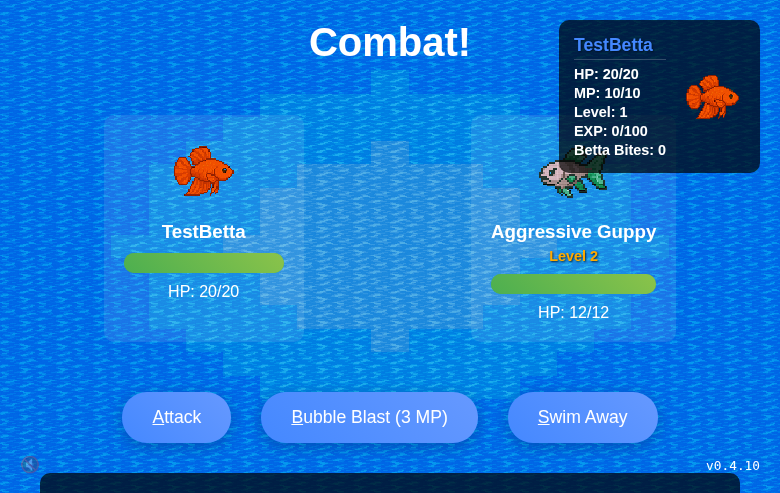 Combat!
TestBetta
HP: 20/20
MP: 10/10
Level: 1
EXP: 0/100
Betta Bites: 0
TestBetta
HP: 20/20
Aggressive Guppy
Level 2
HP: 12/12
Attack
Bubble Blast (3 MP)
Swim Away
v0.4.10